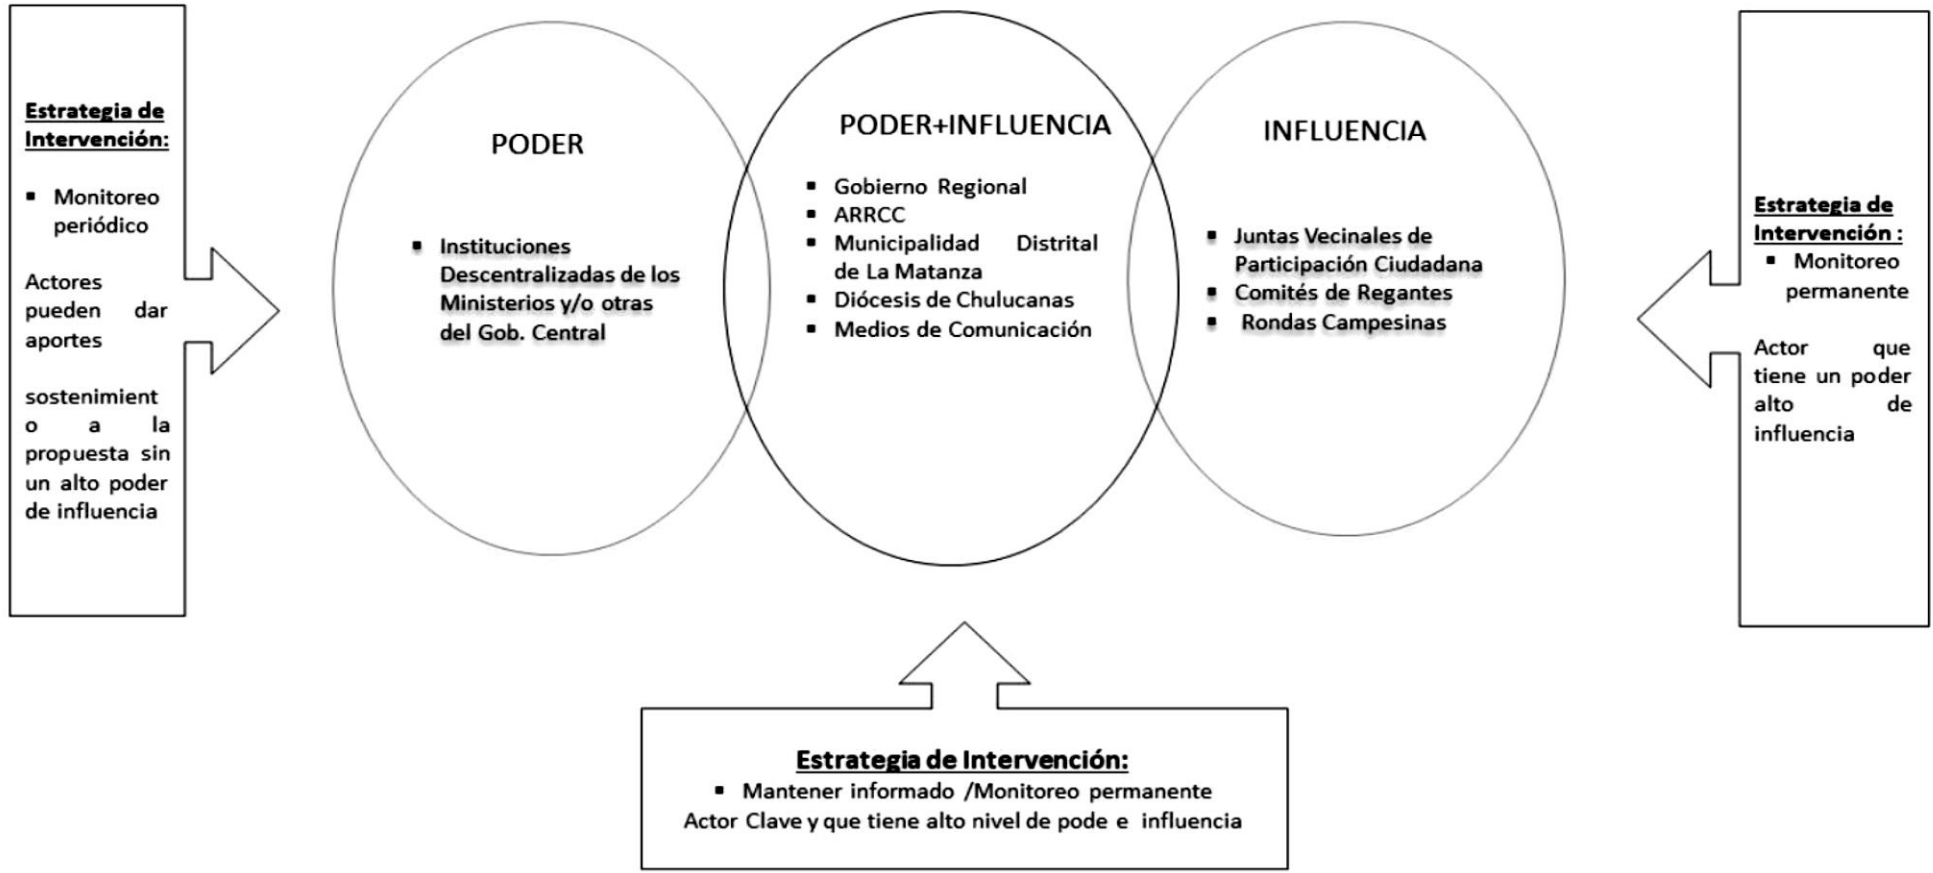 Estrategia de
Intervención:
▪ Monitoreo
periódico
Actores
pueden dar
aportes
sostenimient
o a la
propuesta sin
un alto poder
de influencia
PODER
▪ Instituciones
Descentralizadas de los
Ministerios y/o otras
del Gob. Central
PODER+INFLUENCIA
▪ Gobierno Regional
▪ ARRCC
▪ Municipalidad Distrital
de La Matanza
▪ Diócesis de Chulucanas
▪ Medios de Comunicación
INFLUENCIA
▪ Juntas Vecinales de
Participación Ciudadana
▪ Comités de Regantes
▪ Rondas Campesinas
Estrategia de
Intervención :
▪ Monitoreo
permanente
Actor que
tiene un poder
alto de
influencia
Estrategia de Intervención:
▪ Mantener informado /Monitoreo permanente
Actor Clave y que tiene alto nivel de pode e influencia